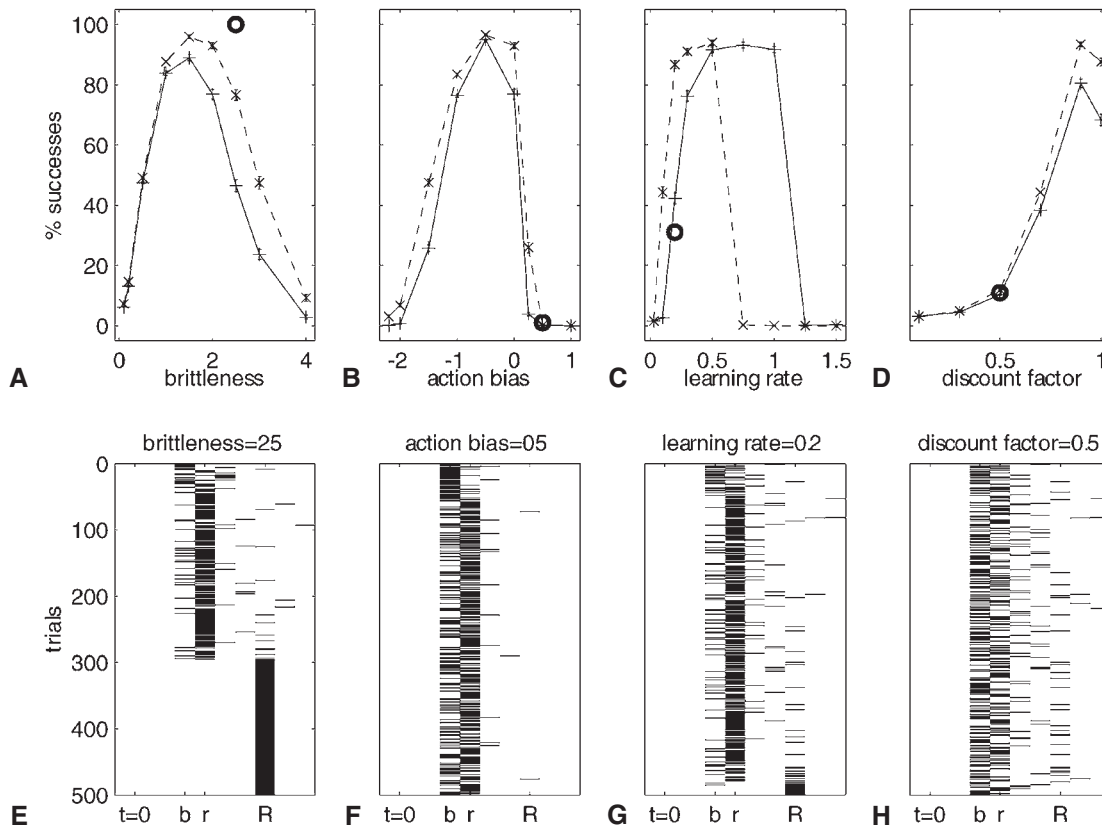 % successes
100
80
60
40
20
0
0 2 4
A brittleness
-2 -1 0 1
B action bias
0 0.5 1 1.5
C learning rate
0.5 1
D discount factor
brittleness=25
action bias=05
learning rate=0.2
discount factor=0.5
trials
0
100
200
300
400
500
E t=0 b r R
F t=0 b r R
G t=0 b r R
H t=0 b r R